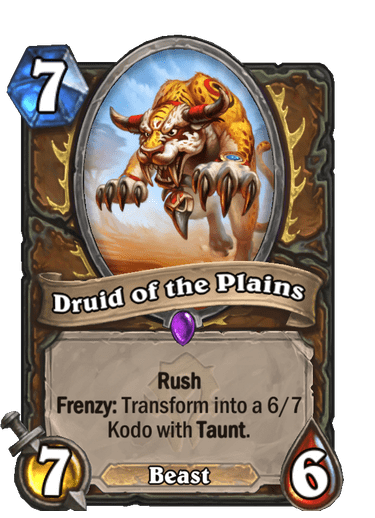 7
Druid of the Plains
Rush
Frenzy: Transform into a 6/7
Kodo with Taunt.
7
Beast
6